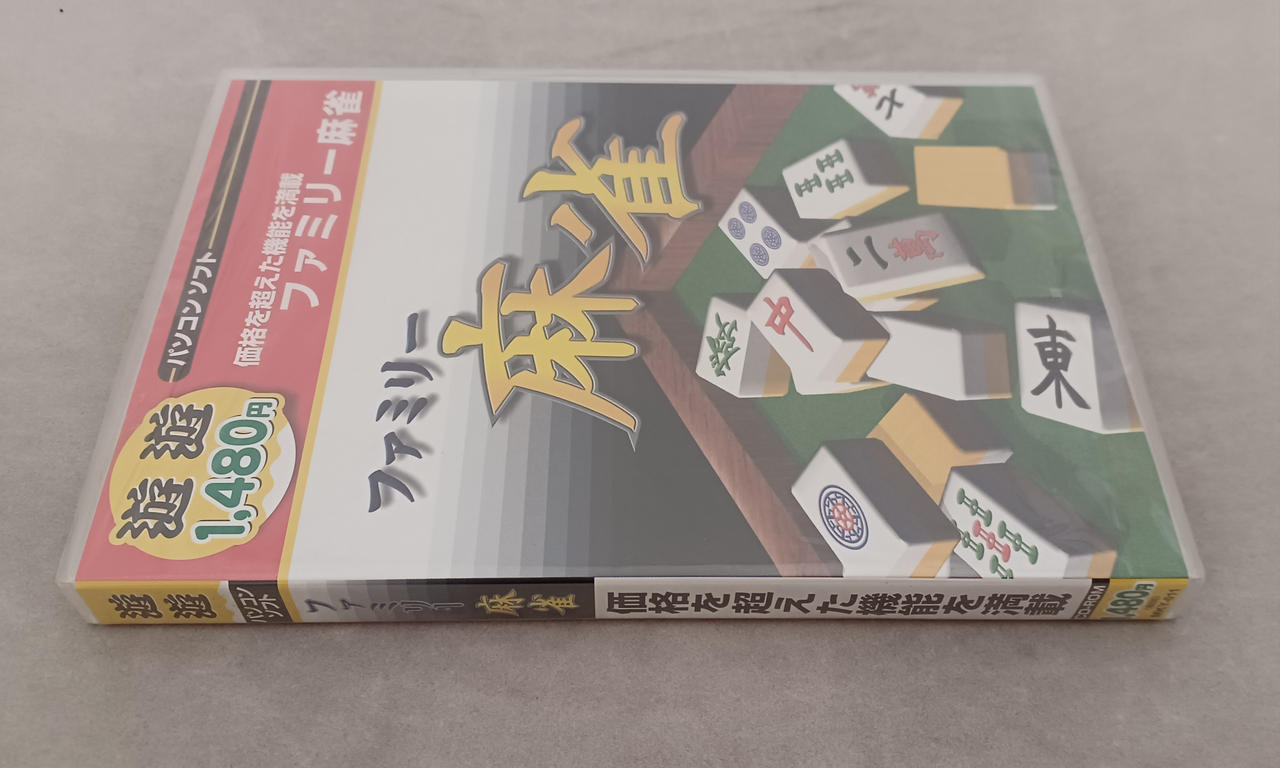 パソコンソフト
価格を超えた機能を満載
ファミリー麻雀
遊遊
1,480円
ファミリー
麻雀
二萬
發
中
東
遊遊
パソコン
ソフト
ファミリー麻雀
価格を超えた機能を満載
CD-ROM
1,480円